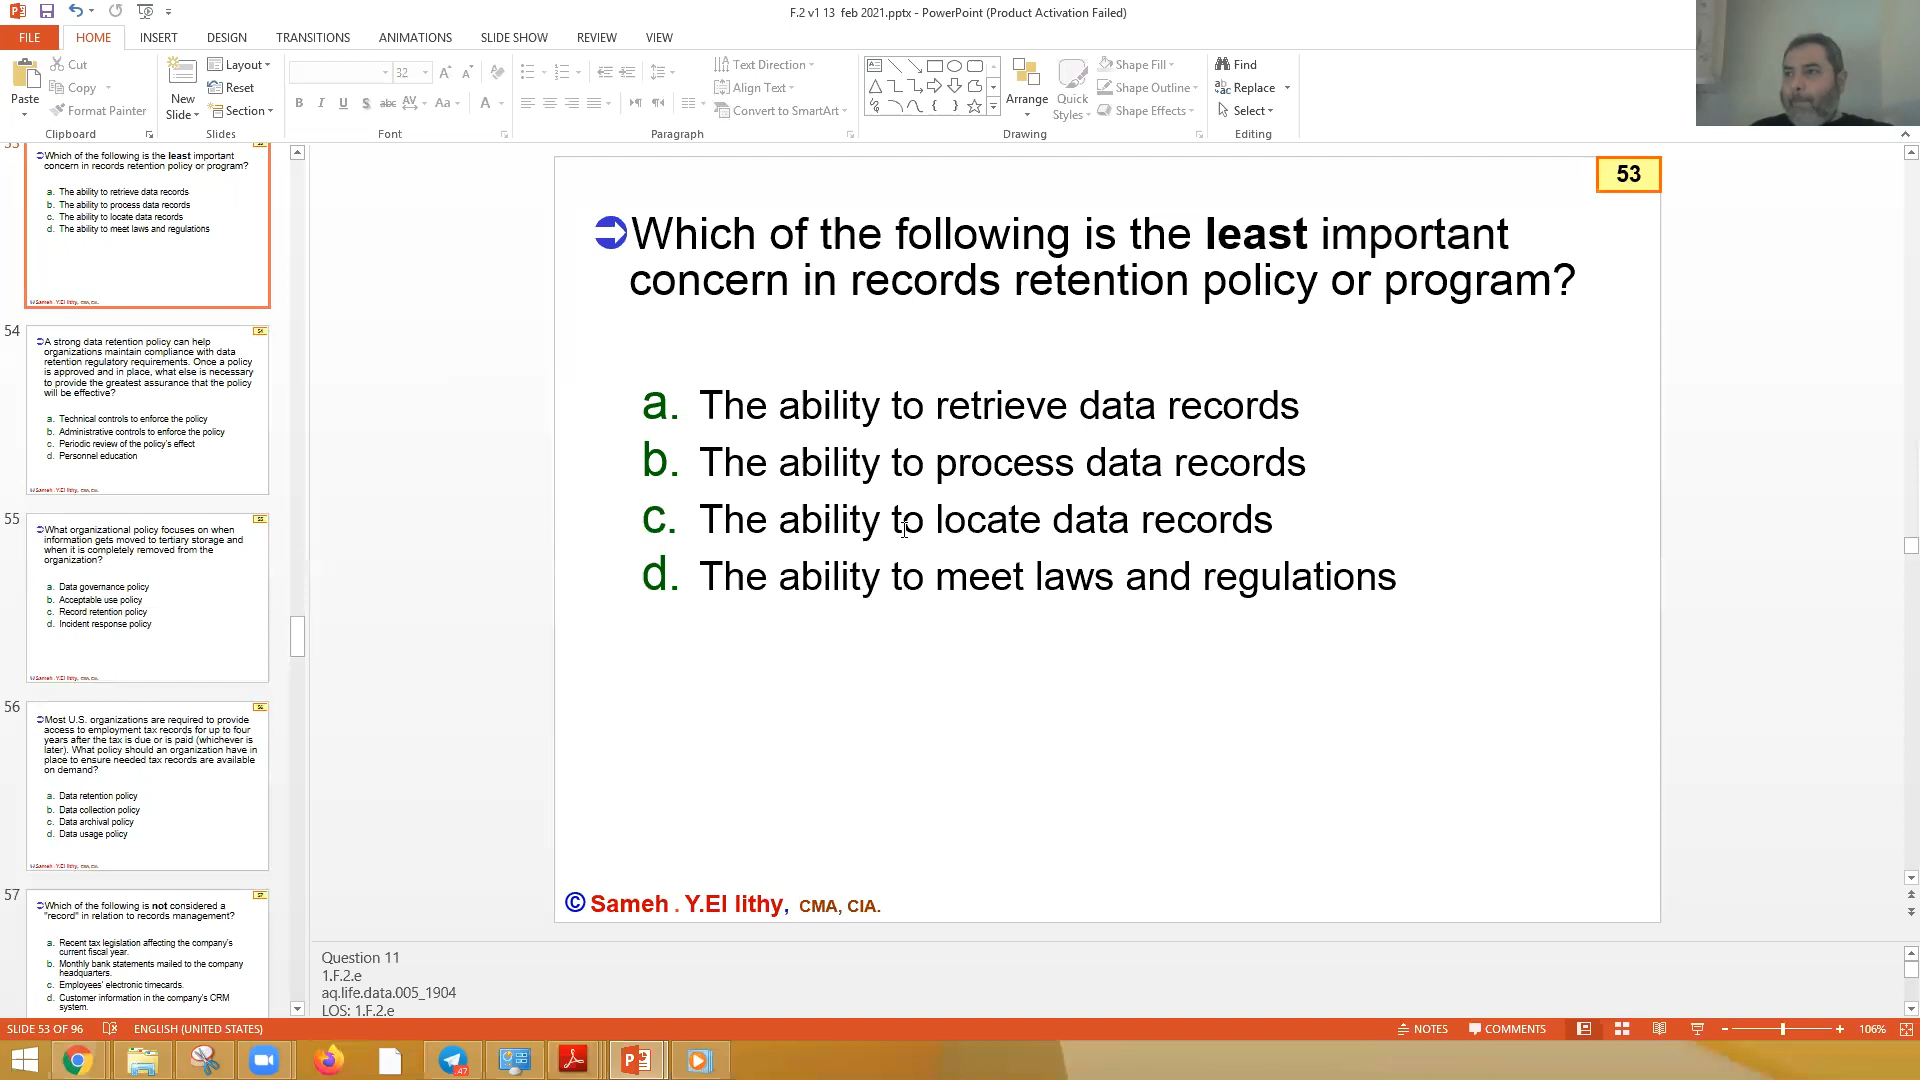 F.2 v1 13 feb 2021.pptx - PowerPoint (Product Activation Failed)
FILE HOME INSERT DESIGN TRANSITIONS ANIMATIONS SLIDE SHOW REVIEW VIEW
Paste
Cut
Copy
Format Painter
Clipboard
New Slide
Layout
Reset
Section
Slides
32
Font
Text Direction
Align Text
Convert to SmartArt
Paragraph
Arrange
Quick Styles
Shape Fill
Shape Outline
Shape Effects
Drawing
Find
Replace
Select
Editing
53
Which of the following is the least important
concern in records retention policy or program?
a. The ability to retrieve data records
b. The ability to process data records
c. The ability to locate data records
d. The ability to meet laws and regulations
54
54
A strong data retention policy can help
organizations maintain compliance with data
retention regulatory requirements. Once a policy
is approved and in place, what else is necessary
to provide the greatest assurance that the policy
will be effective?
a. Technical controls to enforce the policy
b. Administrative controls to enforce the policy
c. Periodic review of the policy's effect
d. Personnel education
55
55
What organizational policy focuses on when
information gets moved to tertiary storage and
when it is completely removed from the
organization?
a. Data governance policy
b. Acceptable use policy
c. Record retention policy
d. Incident response policy
56
56
Most U.S. organizations are required to provide
access to employment tax records for up to four
years after the tax is due or is paid (whichever is
later). What policy should an organization have in
place to ensure needed tax records are available
on demand?
a. Data retention policy
b. Data collection policy
c. Data archival policy
d. Data usage policy
57
57
Which of the following is not considered a
"record" in relation to records management?
a. Recent tax legislation affecting the company's
current fiscal year.
b. Monthly bank statements mailed to the company
headquarters.
c. Employees' electronic timecards.
d. Customer information in the company's CRM
system.
53
Which of the following is the least important
concern in records retention policy or program?
a. The ability to retrieve data records
b. The ability to process data records
c. The ability to locate data records
d. The ability to meet laws and regulations
© Sameh . Y.El lithy, CMA, CIA.
Question 11
1.F.2.e
aq.life.data.005_1904
LOS: 1.F.2.e
SLIDE 53 OF 96 ENGLISH (UNITED STATES) NOTES COMMENTS 106%
47